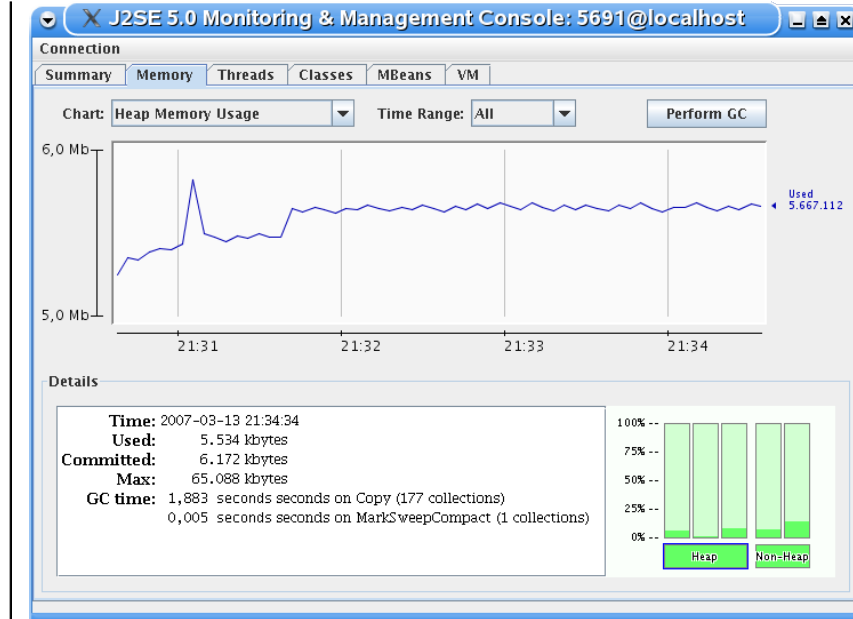 J2SE 5.0 Monitoring & Management Console: 5691@localhost
Connection
Summary Memory Threads Classes MBeans VM
Chart: Heap Memory Usage Time Range: All Perform GC
6,0 Mb
Used
5.667.112
5,0 Mb
21:31 21:32 21:33 21:34
Details
Time: 2007-03-13 21:34:34
Used: 5.534 kbytes
Committed: 6.172 kbytes
Max: 65.088 kbytes
GC time: 1,883 seconds seconds on Copy (177 collections)
0,005 seconds seconds on MarkSweepCompact (1 collections)
100% --
75% --
50% --
25% --
0% --
Heap Non-Heap